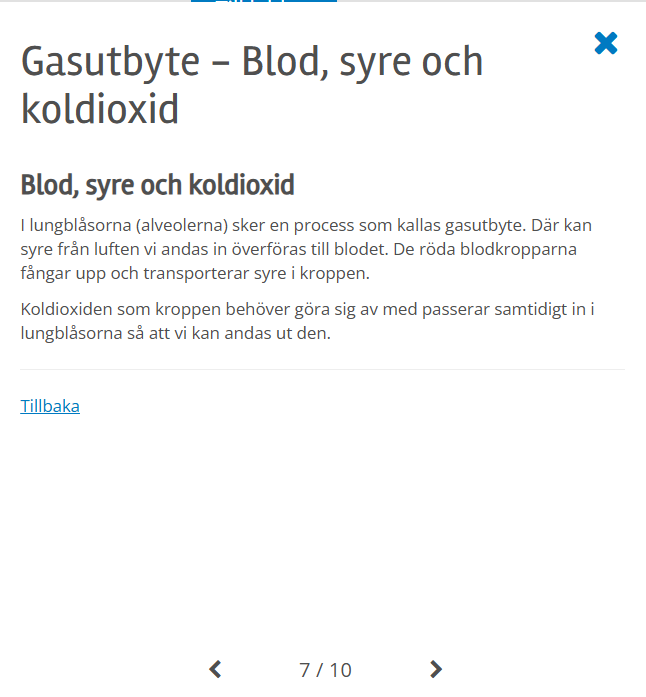 Gasutbyte – Blod, syre och
koldioxid
Blod, syre och koldioxid
I lungblåsorna (alveolerna) sker en process som kallas gasutbyte. Där kan
syre från luften vi andas in överföras till blodet. De röda blodkropparna
fångar upp och transporterar syre i kroppen.
Koldioxiden som kroppen behöver göra sig av med passerar samtidigt in i
lungblåsorna så att vi kan andas ut den.
Tillbaka
7 / 10